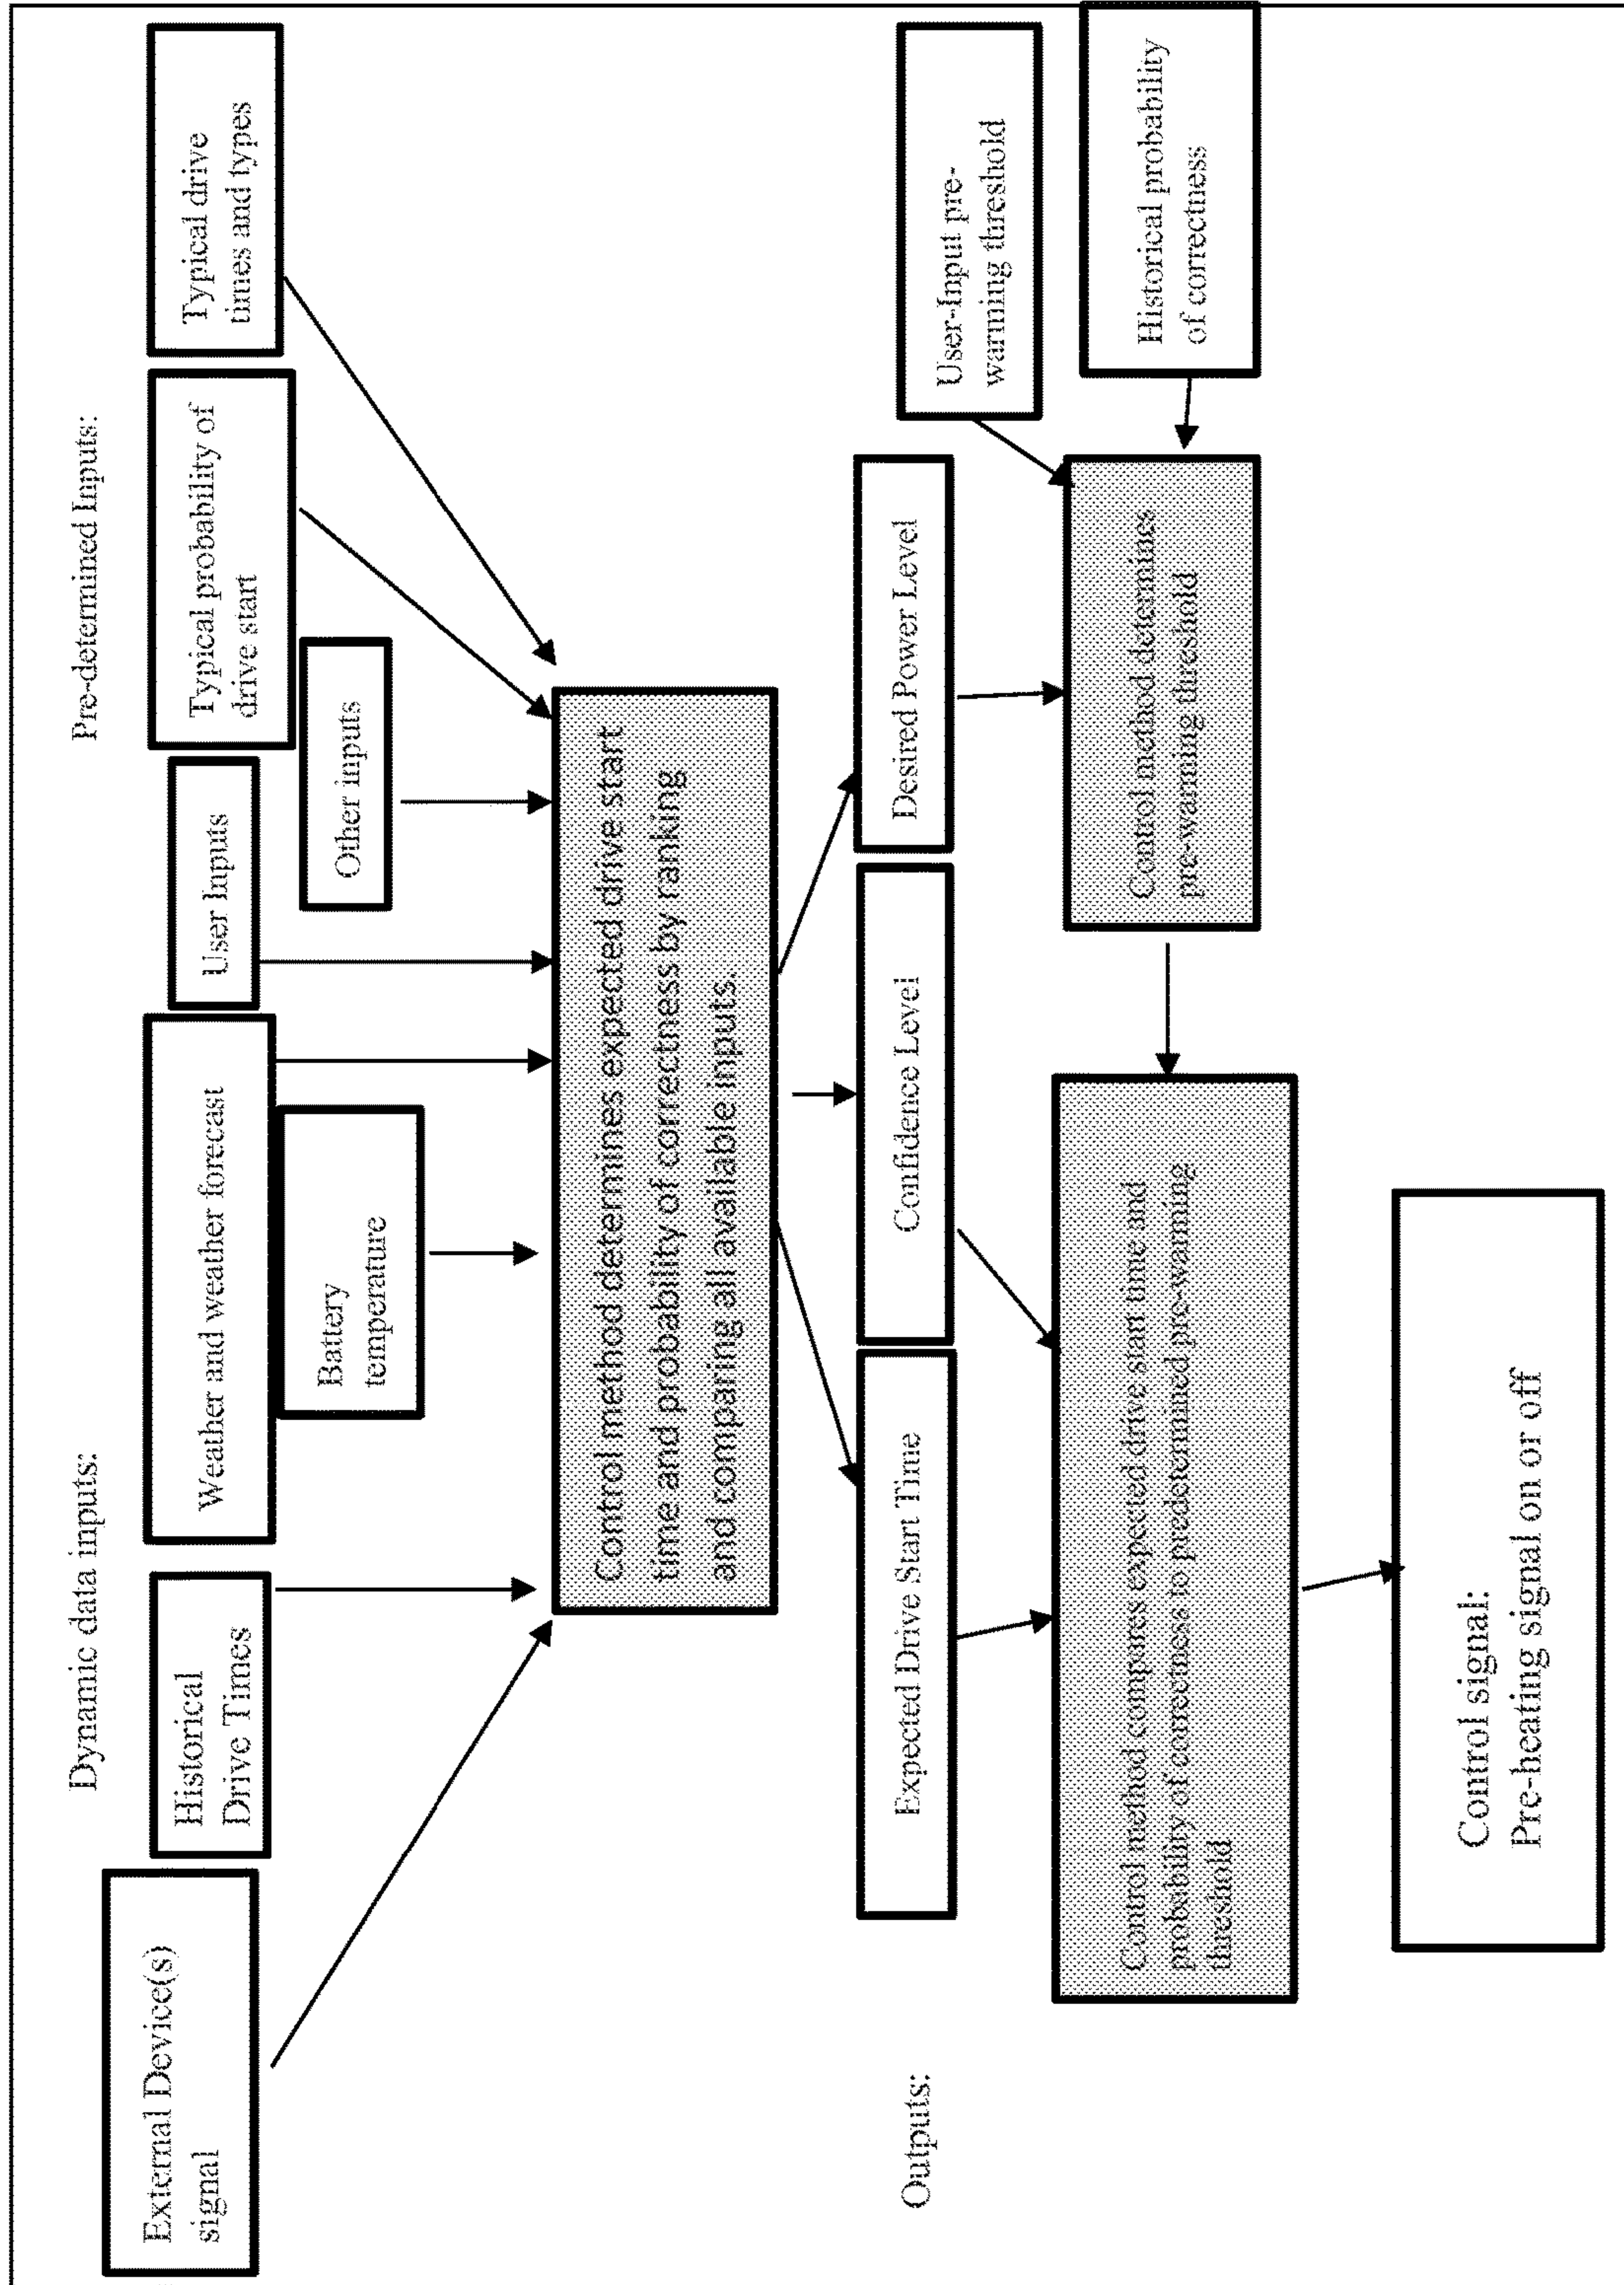 Dynamic data inputs:
Pre-determined Inputs:
External Device(s)
signal
Historical
Drive Times
Weather and weather forecast
User Inputs
Typical probability of
drive start
Typical drive
times and types
Battery
temperature
Other inputs
Control method determines expected drive start
time and probability of correctness by ranking
and comparing all available inputs.
Outputs:
Expected Drive Start Time
Confidence Level
Desired Power Level
User-Input pre-
warming threshold
Control method compares expected drive start time and
probability of correctness to predetermined pre-warming
threshold
Control method determines
pre-warming threshold
Historical probability
of correctness
Control signal:
Pre-heating signal on or off